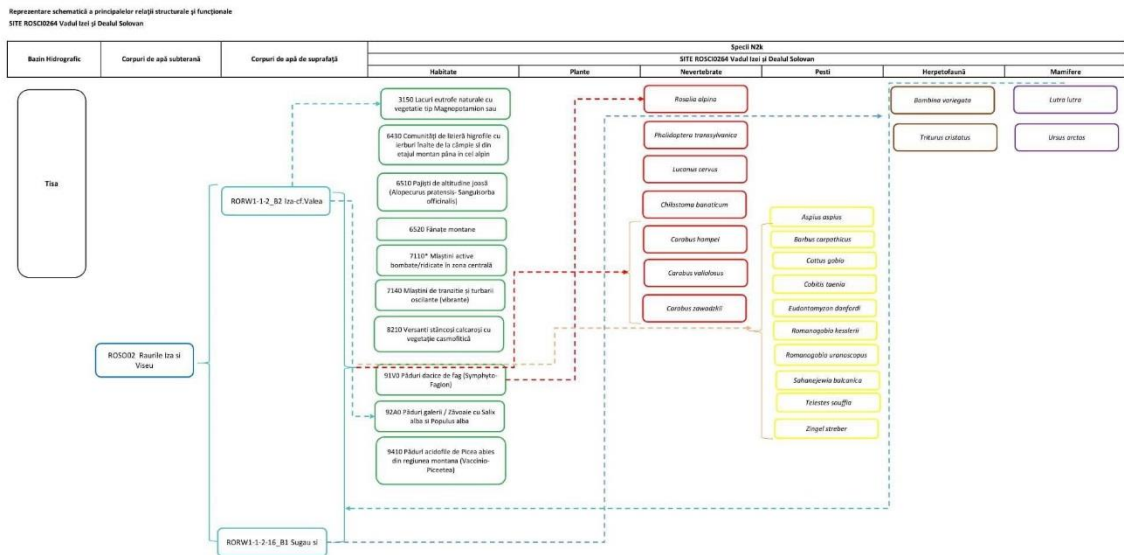 Reprezentare schematică a principalelor relații structurale și funcționale
SITE ROSCI0264 Vadul Izei și Dealul Solovan
Specii N2k
Bazin Hidrografic
Corpuri de apă subterană
Corpuri de apă de suprafață
SITE ROSCI0264 Vadul Izei și Dealul Solovan
Habitate
Plante
Nevertebrate
Pesti
Herpetofaună
Mamifere
Tisa
ROSO02 Raurile Iza si
Viseu
RORW1-1-2_B2 Iza-cf.Valea
RORW1-1-2-16_B1 Sugau si
3150 Lacuri eutrofe naturale cu
vegetatie tip Magnopotamion sau
6430 Comunități de lizieră higrofile cu
ierburi înalte de la câmpie si din
etajul montan până in cel alpin
6510 Pajiști de altitudine joasă
(Alopecurus pratensis- Sanguisorba
officinalis)
6520 Fânațe montane
7110* Mlaștini active
bombate/ridicate în zona centrală
7140 Mlaștini de tranzitie și turbarii
oscilante (vibrante)
8210 Versanti stâncoși calcaroși cu
vegetație casmofitică
91V0 Păduri dacice de fag (Symphyto-
Fagion)
92A0 Păduri galerii / Zăvoaie cu Salix
alba si Populus alba
9410 Păduri acidofile de Picea abies
din regiunea montana (Vaccinio-
Piceetea)
Rosalia alpina
Pholidoptera transsylvanica
Lucanus cervus
Chilostoma banaticum
Carabus hampei
Carabus variolosus
Carabus zawadzkii
Aspius aspius
Barbus carpathicus
Cottus gobio
Cobitis taenia
Eudontomyzon danfordi
Romanogobio kesslerii
Romanogobio uranoscopus
Sabanejewia balcanica
Telestes souffia
Zingel streber
Bombina variegata
Triturus cristatus
Lutra lutra
Ursus arctos